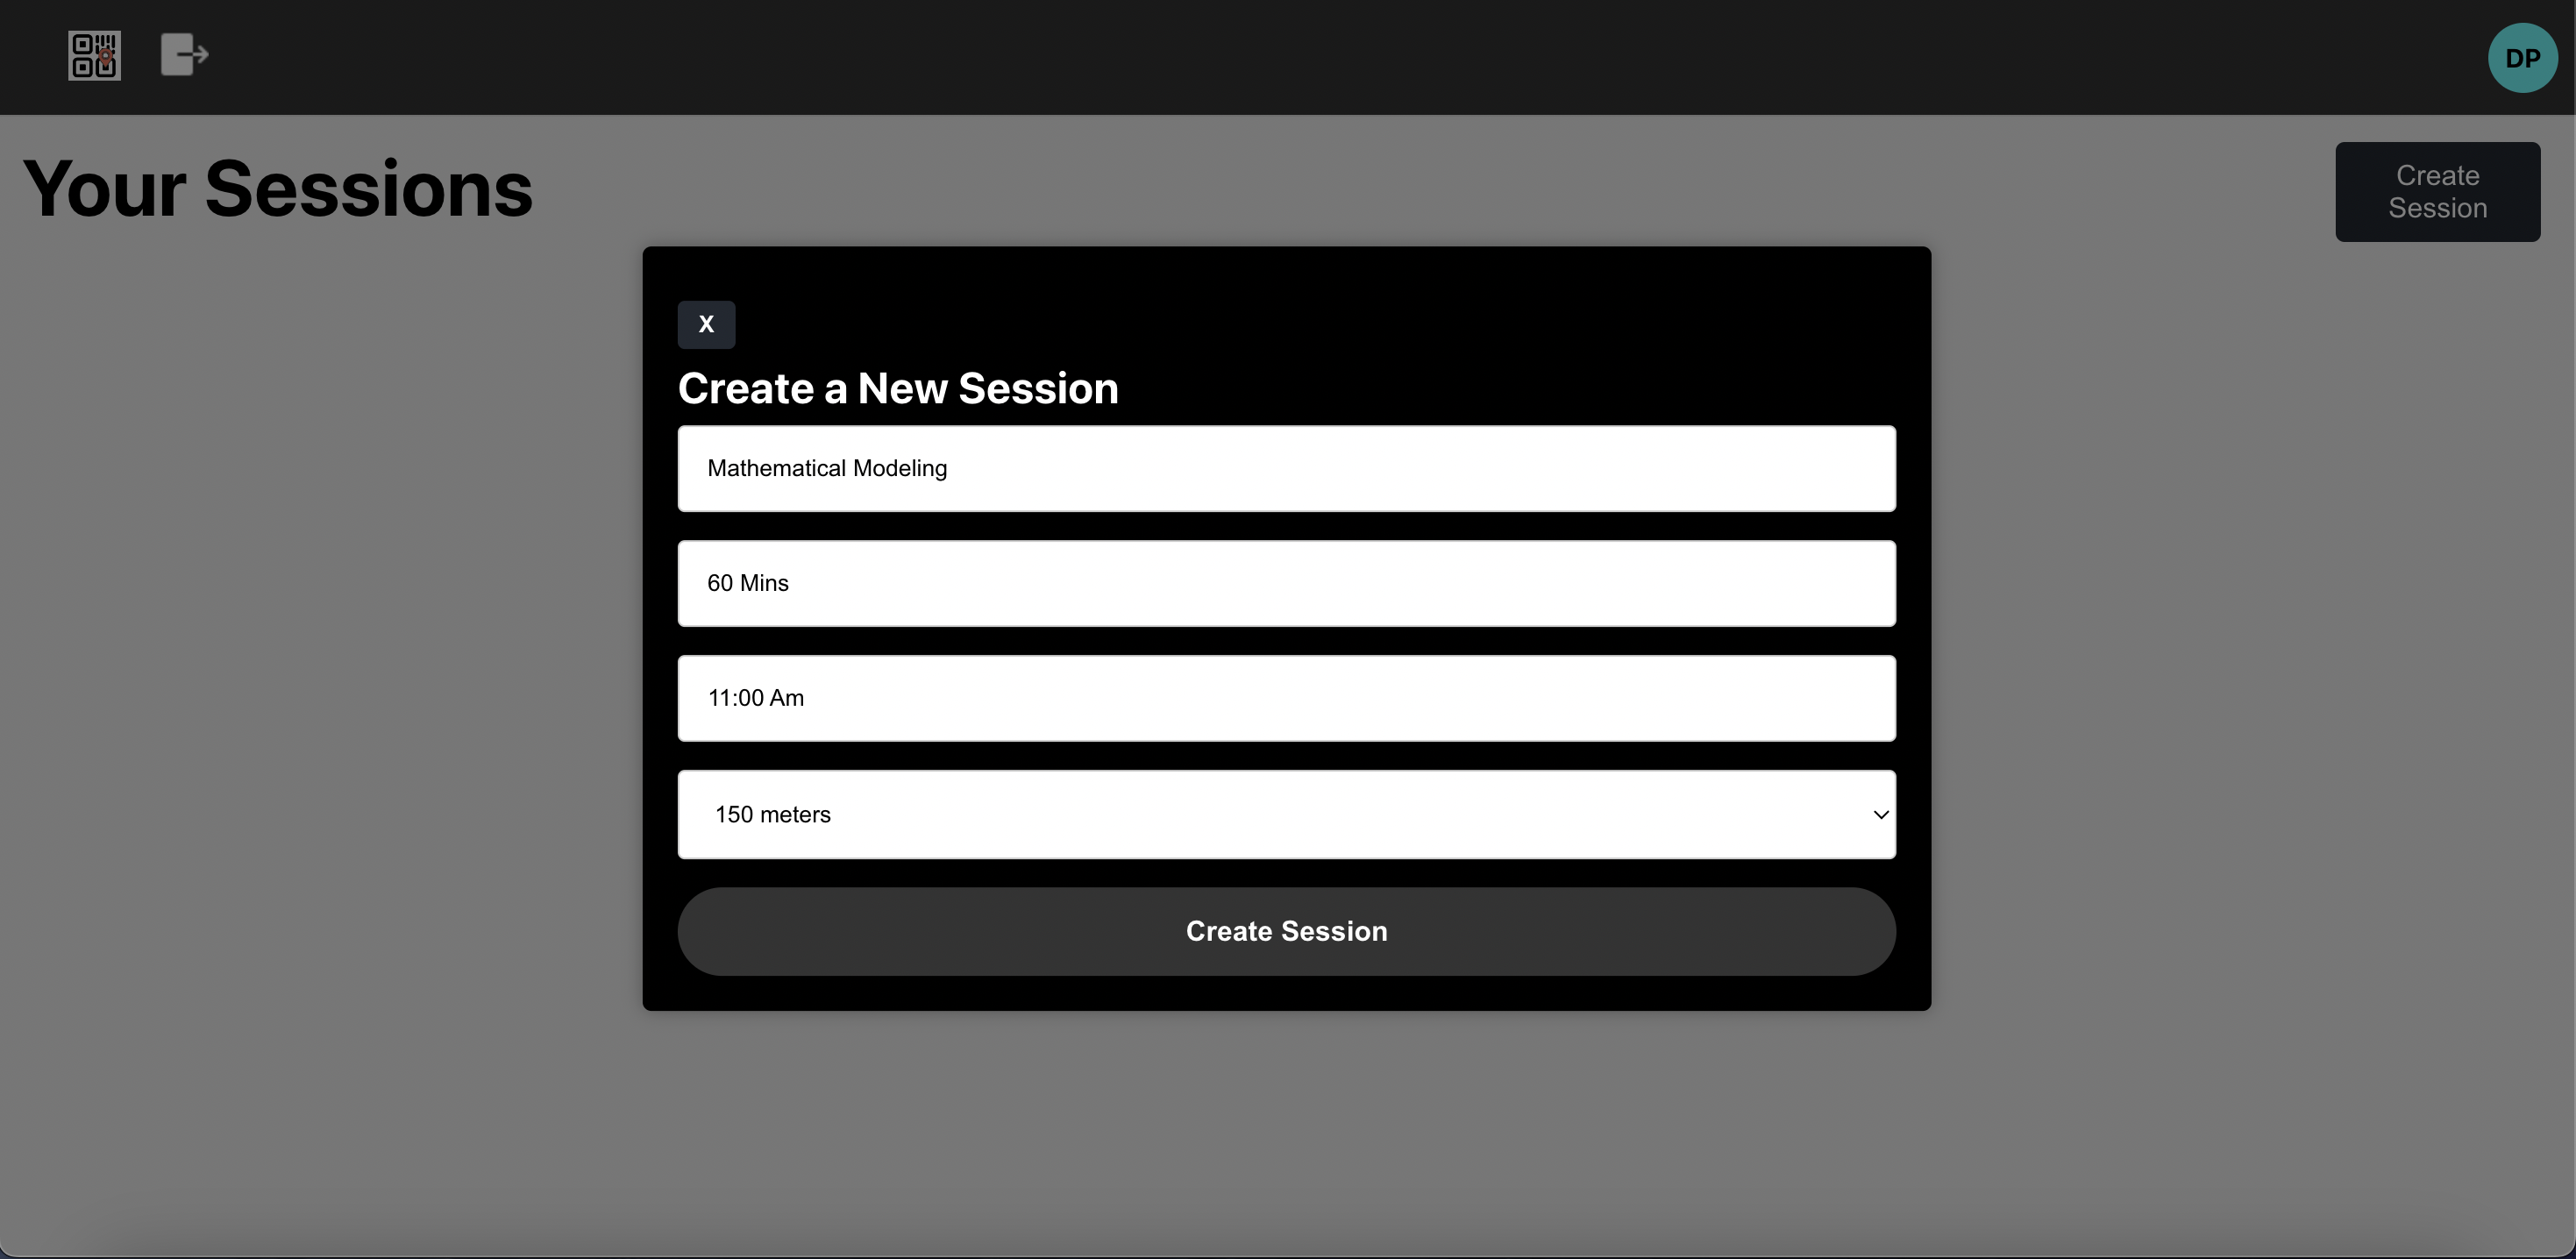 DP
Your Sessions
Create
Session
X
Create a New Session
Mathematical Modeling
60 Mins
11:00 Am
150 meters
Create Session